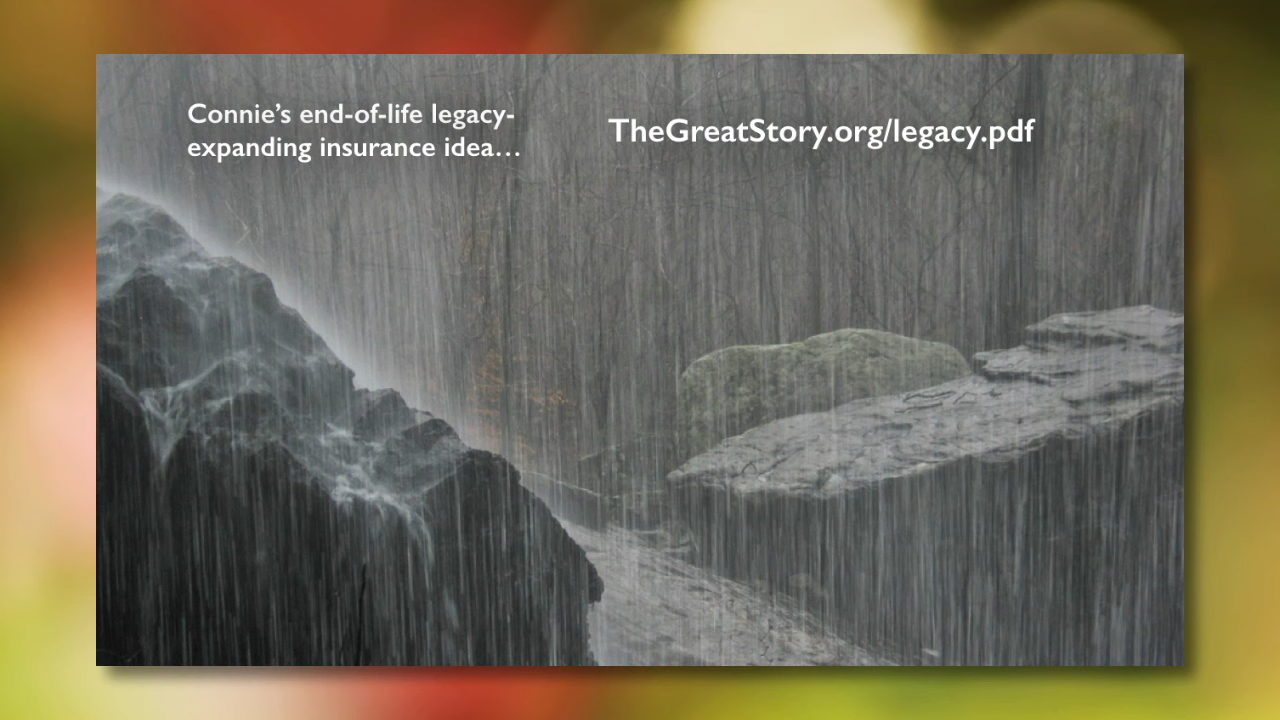 Connie’s end-of-life legacy-
expanding insurance idea…
TheGreatStory.org/legacy.pdf